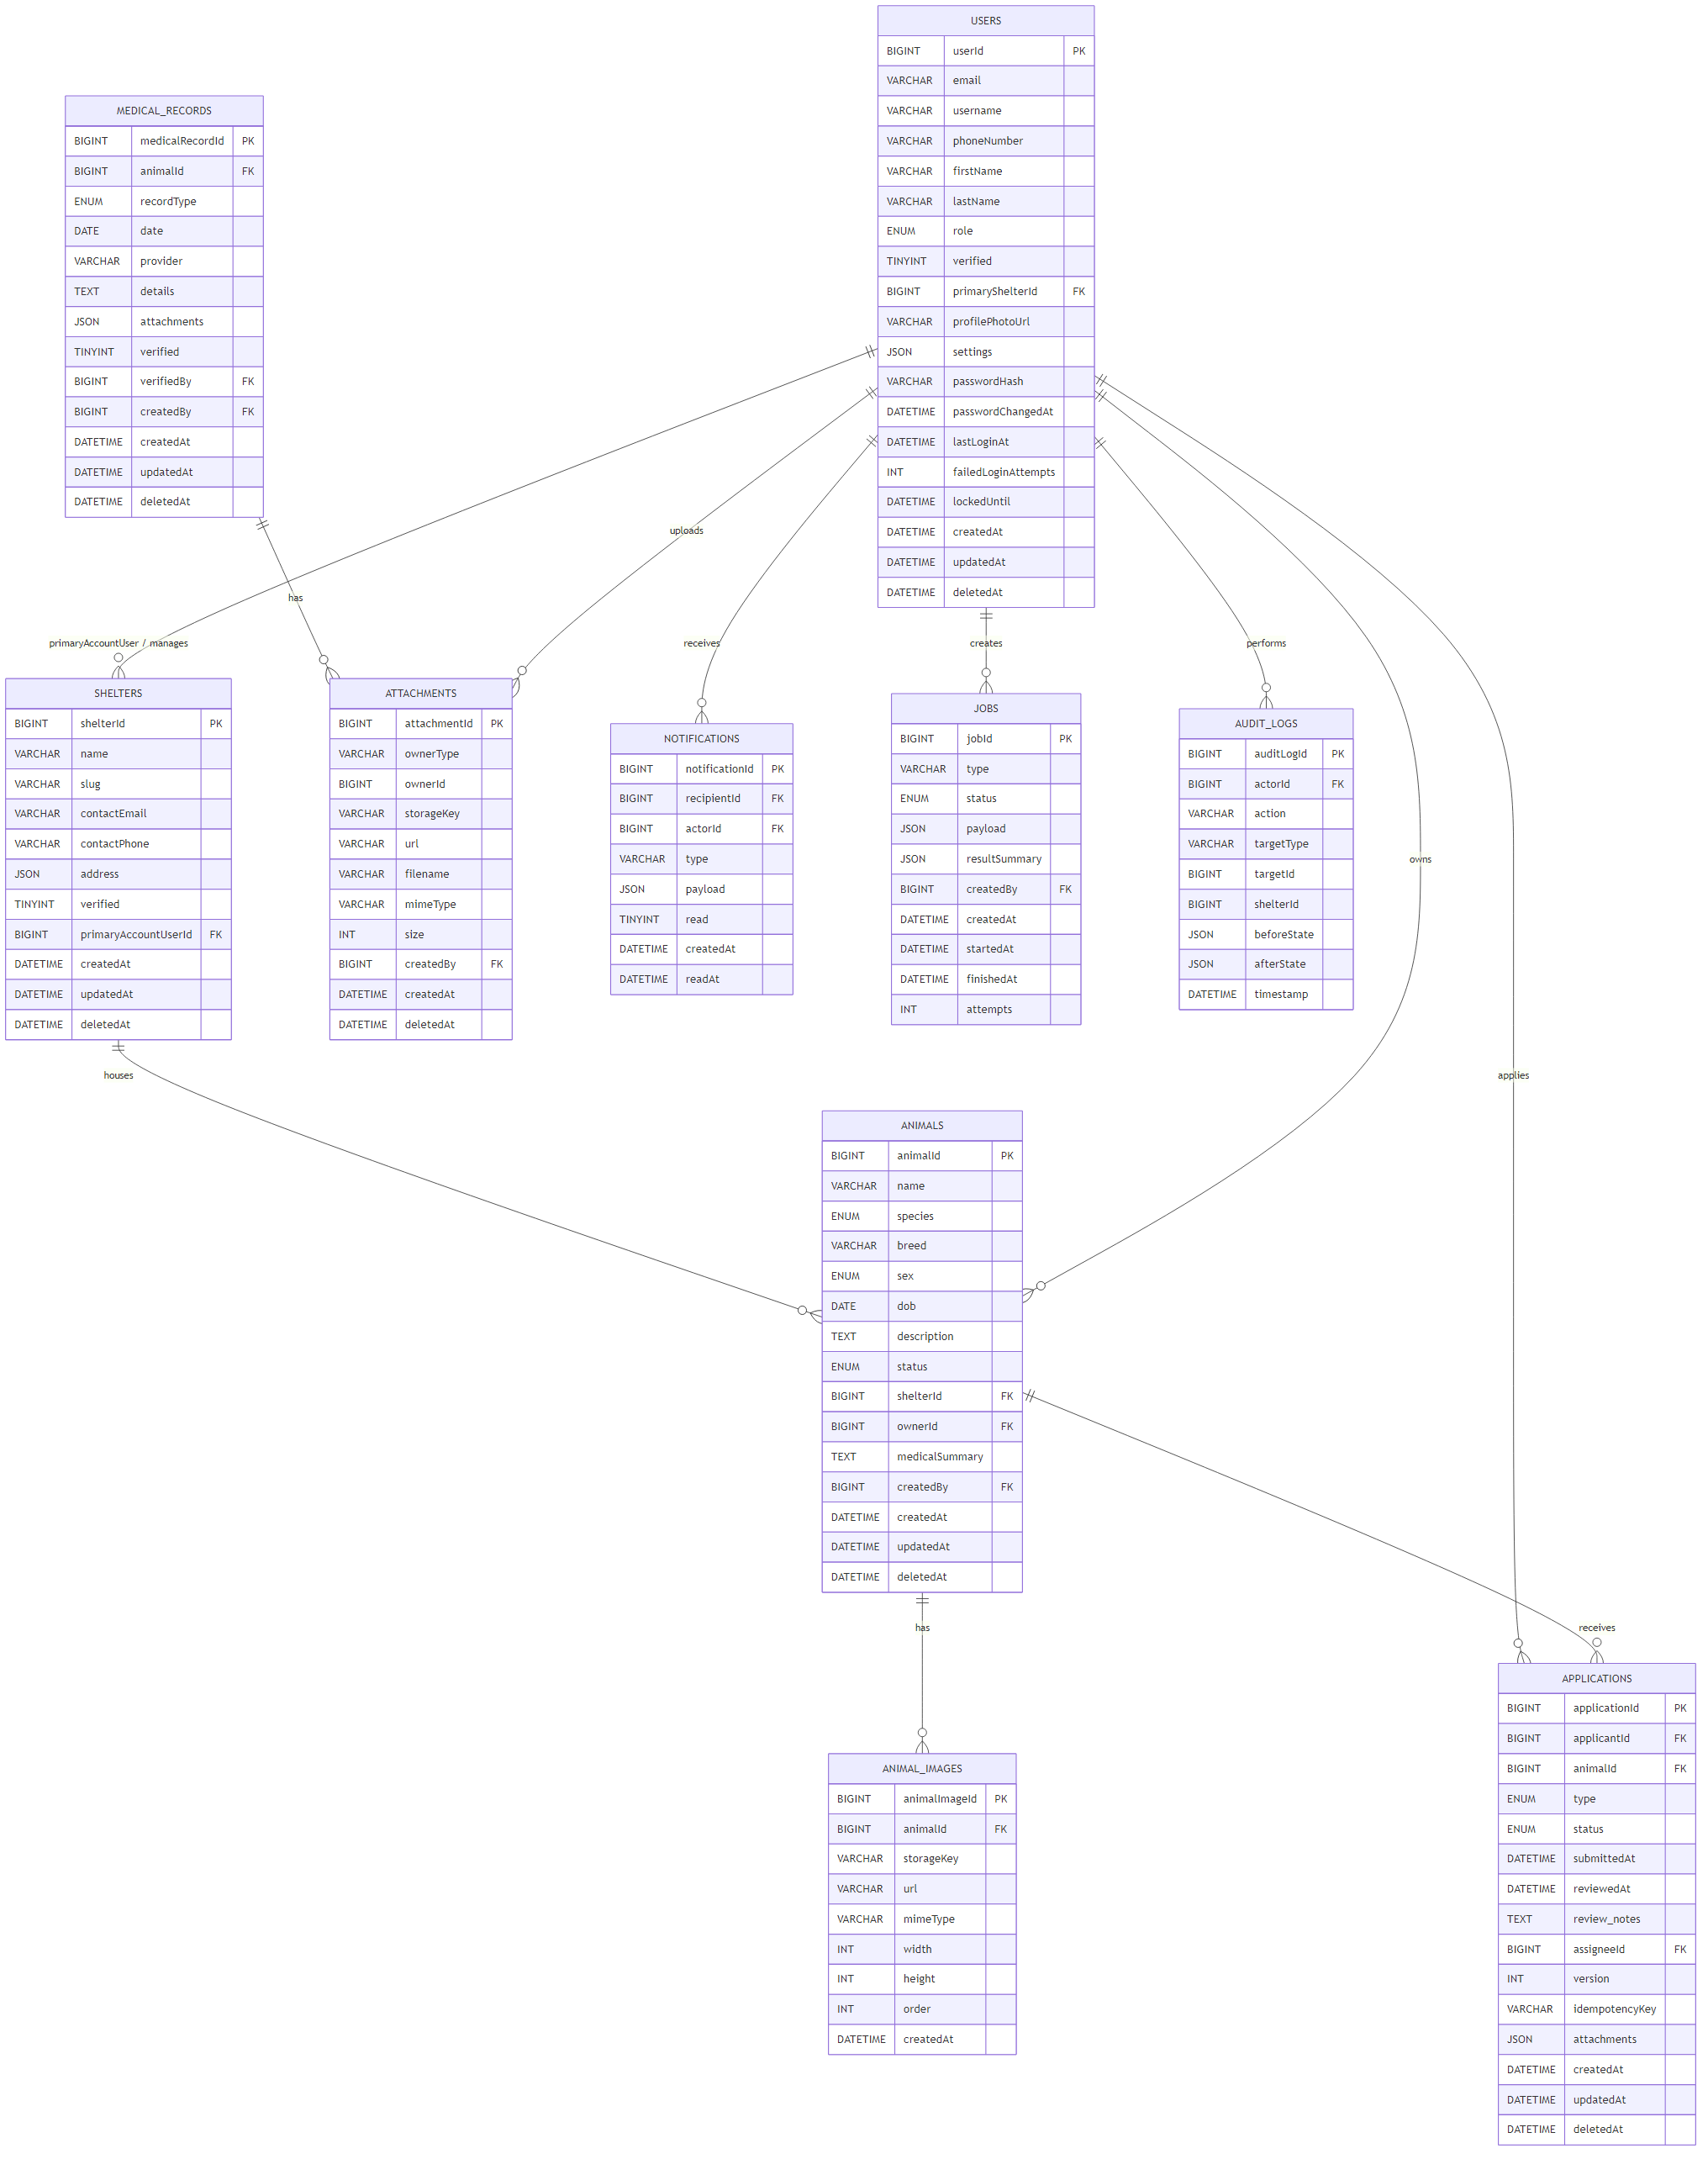 USERS
BIGINT userId PK
VARCHAR email
VARCHAR username
VARCHAR phoneNumber
VARCHAR firstName
VARCHAR lastName
ENUM role
TINYINT verified
BIGINT primaryShelterId FK
VARCHAR profilePhotoUrl
JSON settings
VARCHAR passwordHash
DATETIME passwordChangedAt
DATETIME lastLoginAt
INT failedLoginAttempts
DATETIME lockedUntil
DATETIME createdAt
DATETIME updatedAt
DATETIME deletedAt
MEDICAL_RECORDS
BIGINT medicalRecordId PK
BIGINT animalId FK
ENUM recordType
DATE date
VARCHAR provider
TEXT details
JSON attachments
TINYINT verified
BIGINT verifiedBy FK
BIGINT createdBy FK
DATETIME createdAt
DATETIME updatedAt
DATETIME deletedAt
uploads
has
primaryAccountUser / manages
receives
creates
performs
SHELTERS
BIGINT shelterId PK
VARCHAR name
VARCHAR slug
VARCHAR contactEmail
VARCHAR contactPhone
JSON address
TINYINT verified
BIGINT primaryAccountUserId FK
DATETIME createdAt
DATETIME updatedAt
DATETIME deletedAt
ATTACHMENTS
BIGINT attachmentId PK
VARCHAR ownerType
BIGINT ownerId
VARCHAR storageKey
VARCHAR url
VARCHAR filename
VARCHAR mimeType
INT size
BIGINT createdBy FK
DATETIME createdAt
DATETIME deletedAt
NOTIFICATIONS
BIGINT notificationId PK
BIGINT recipientId FK
BIGINT actorId FK
VARCHAR type
JSON payload
TINYINT read
DATETIME createdAt
DATETIME readAt
JOBS
BIGINT jobId PK
VARCHAR type
ENUM status
JSON payload
JSON resultSummary
BIGINT createdBy FK
DATETIME createdAt
DATETIME startedAt
DATETIME finishedAt
INT attempts
AUDIT_LOGS
BIGINT auditLogId PK
BIGINT actorId FK
VARCHAR action
VARCHAR targetType
BIGINT targetId
BIGINT shelterId
JSON beforeState
JSON afterState
DATETIME timestamp
owns
houses
applies
ANIMALS
BIGINT animalId PK
VARCHAR name
ENUM species
VARCHAR breed
ENUM sex
DATE dob
TEXT description
ENUM status
BIGINT shelterId FK
BIGINT ownerId FK
TEXT medicalSummary
BIGINT createdBy FK
DATETIME createdAt
DATETIME updatedAt
DATETIME deletedAt
has
receives
ANIMAL_IMAGES
BIGINT animalImageId PK
BIGINT animalId FK
VARCHAR storageKey
VARCHAR url
VARCHAR mimeType
INT width
INT height
INT order
DATETIME createdAt
APPLICATIONS
BIGINT applicationId PK
BIGINT applicantId FK
BIGINT animalId FK
ENUM type
ENUM status
DATETIME submittedAt
DATETIME reviewedAt
TEXT review_notes
BIGINT assigneeId FK
INT version
VARCHAR idempotencyKey
JSON attachments
DATETIME createdAt
DATETIME updatedAt
DATETIME deletedAt